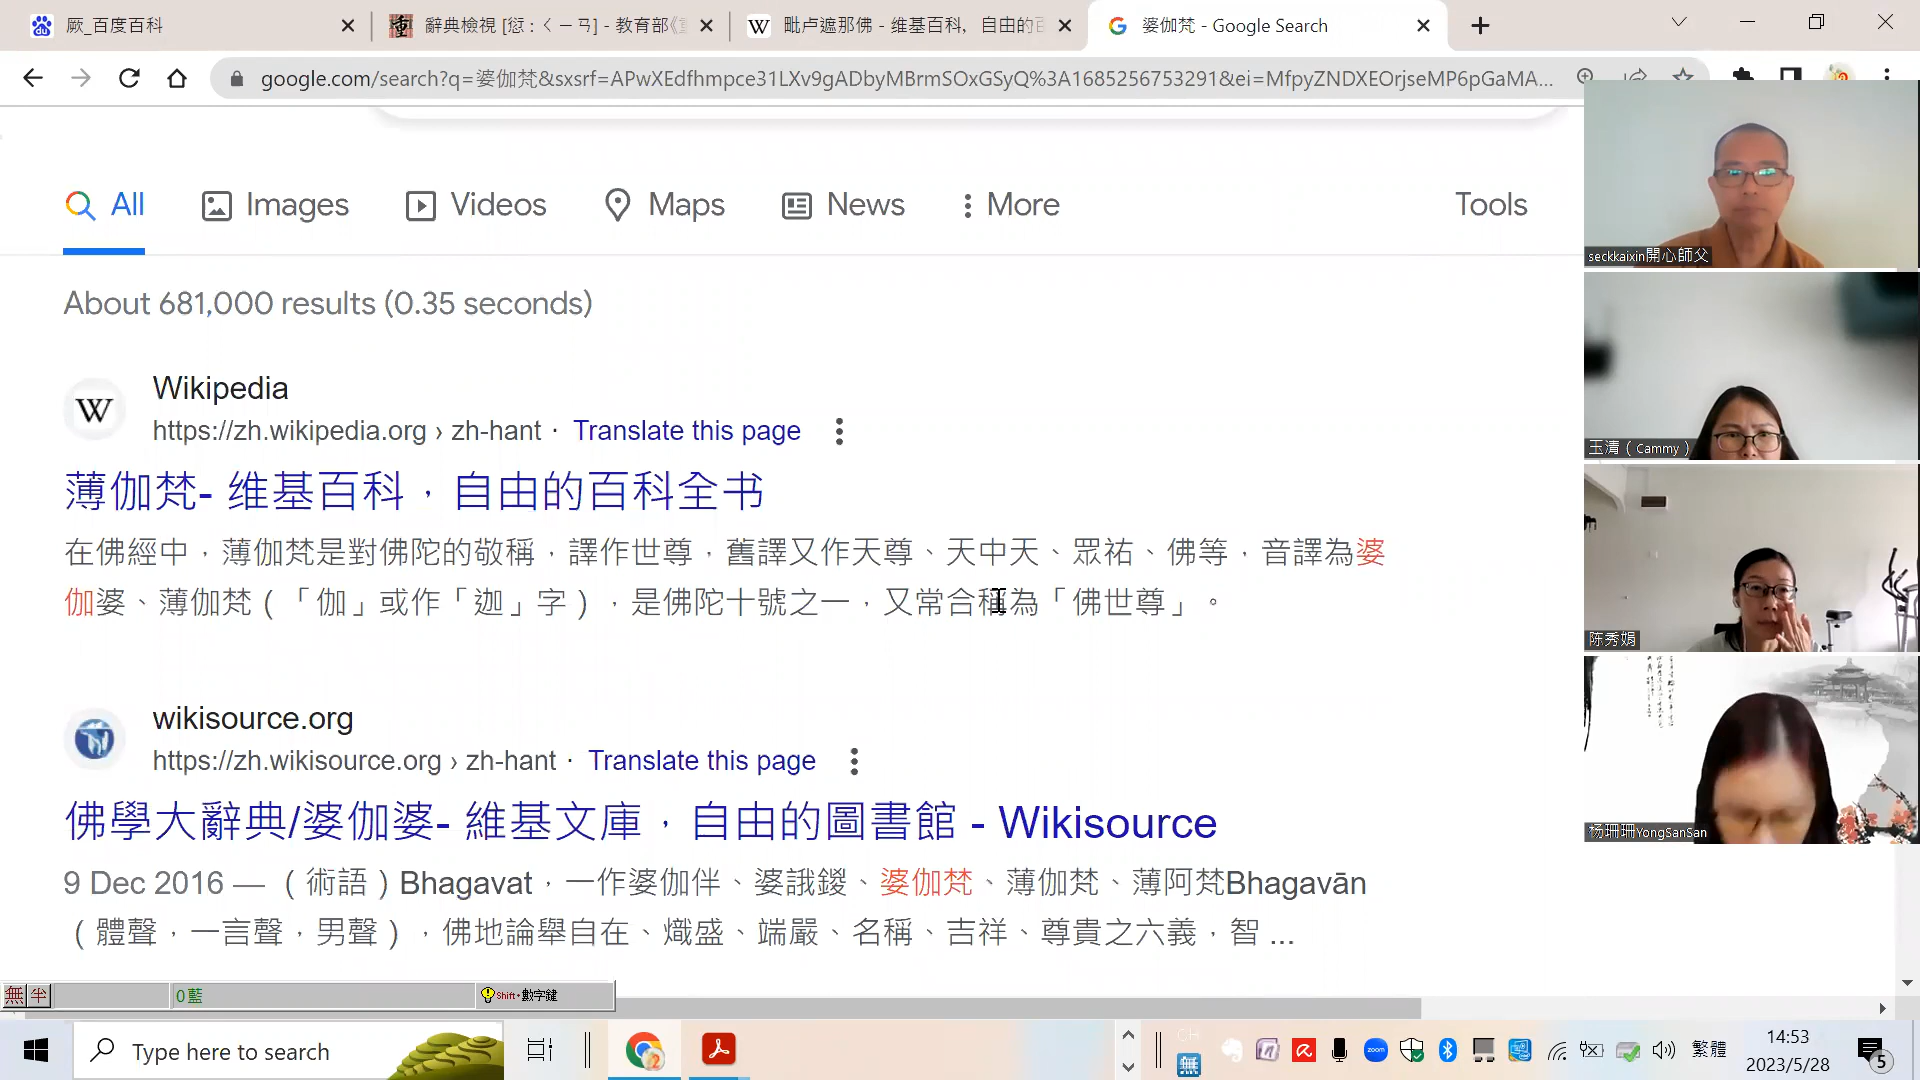 厥_百度百科
辭典檢視 [愆 : ㄑㄧㄢ] - 教育部《
毗卢遮那佛 - 维基百科，自由的百
婆伽梵 - Google Search
google.com/search?q=婆伽梵&sxsrf=APwXEdfhmpce31LXv9gADbyMBrmSOxGSyQ%3A1685256753291&ei=MfpyZNDXEOrjseMP6pGaMA...
All
Images
Videos
Maps
News
More
Tools
About 681,000 results (0.35 seconds)
Wikipedia
https://zh.wikipedia.org › zh-hant · Translate this page
薄伽梵- 维基百科，自由的百科全书
在佛經中，薄伽梵是對佛陀的敬稱，譯作世尊，舊譯又作天尊、天中天、眾祐、佛等，音譯為婆
伽婆、薄伽梵（「伽」或作「迦」字），是佛陀十號之一，又常合稱為「佛世尊」。
wikisource.org
https://zh.wikisource.org › zh-hant · Translate this page
佛學大辭典/婆伽婆- 維基文庫，自由的圖書館 - Wikisource
9 Dec 2016 — （術語）Bhagavat，一作婆伽伴、婆誐鑁、婆伽梵、薄伽梵、薄阿梵Bhagavān
（體聲，一言聲，男聲），佛地論舉自在、熾盛、端嚴、名稱、吉祥、尊貴之六義，智 ...
seckkaixin開心師父
玉清（Cammy）
陈秀娟
杨珊珊YongSanSan
無 半
0 藍
Shift+數字鍵
Type here to search
CH
無
zoom
繁體
14:53
2023/5/28
5